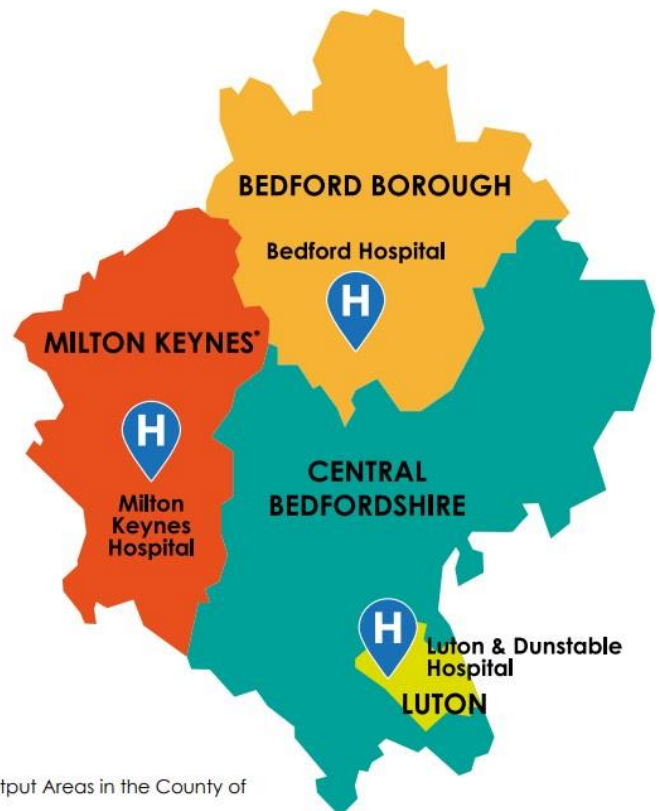 BEDFORD BOROUGH
Bedford Hospital
H
MILTON KEYNES*
H
Milton
Keynes
Hospital
CENTRAL
BEDFORDSHIRE
H
Luton & Dunstable
Hospital
LUTON
Areas in the County of